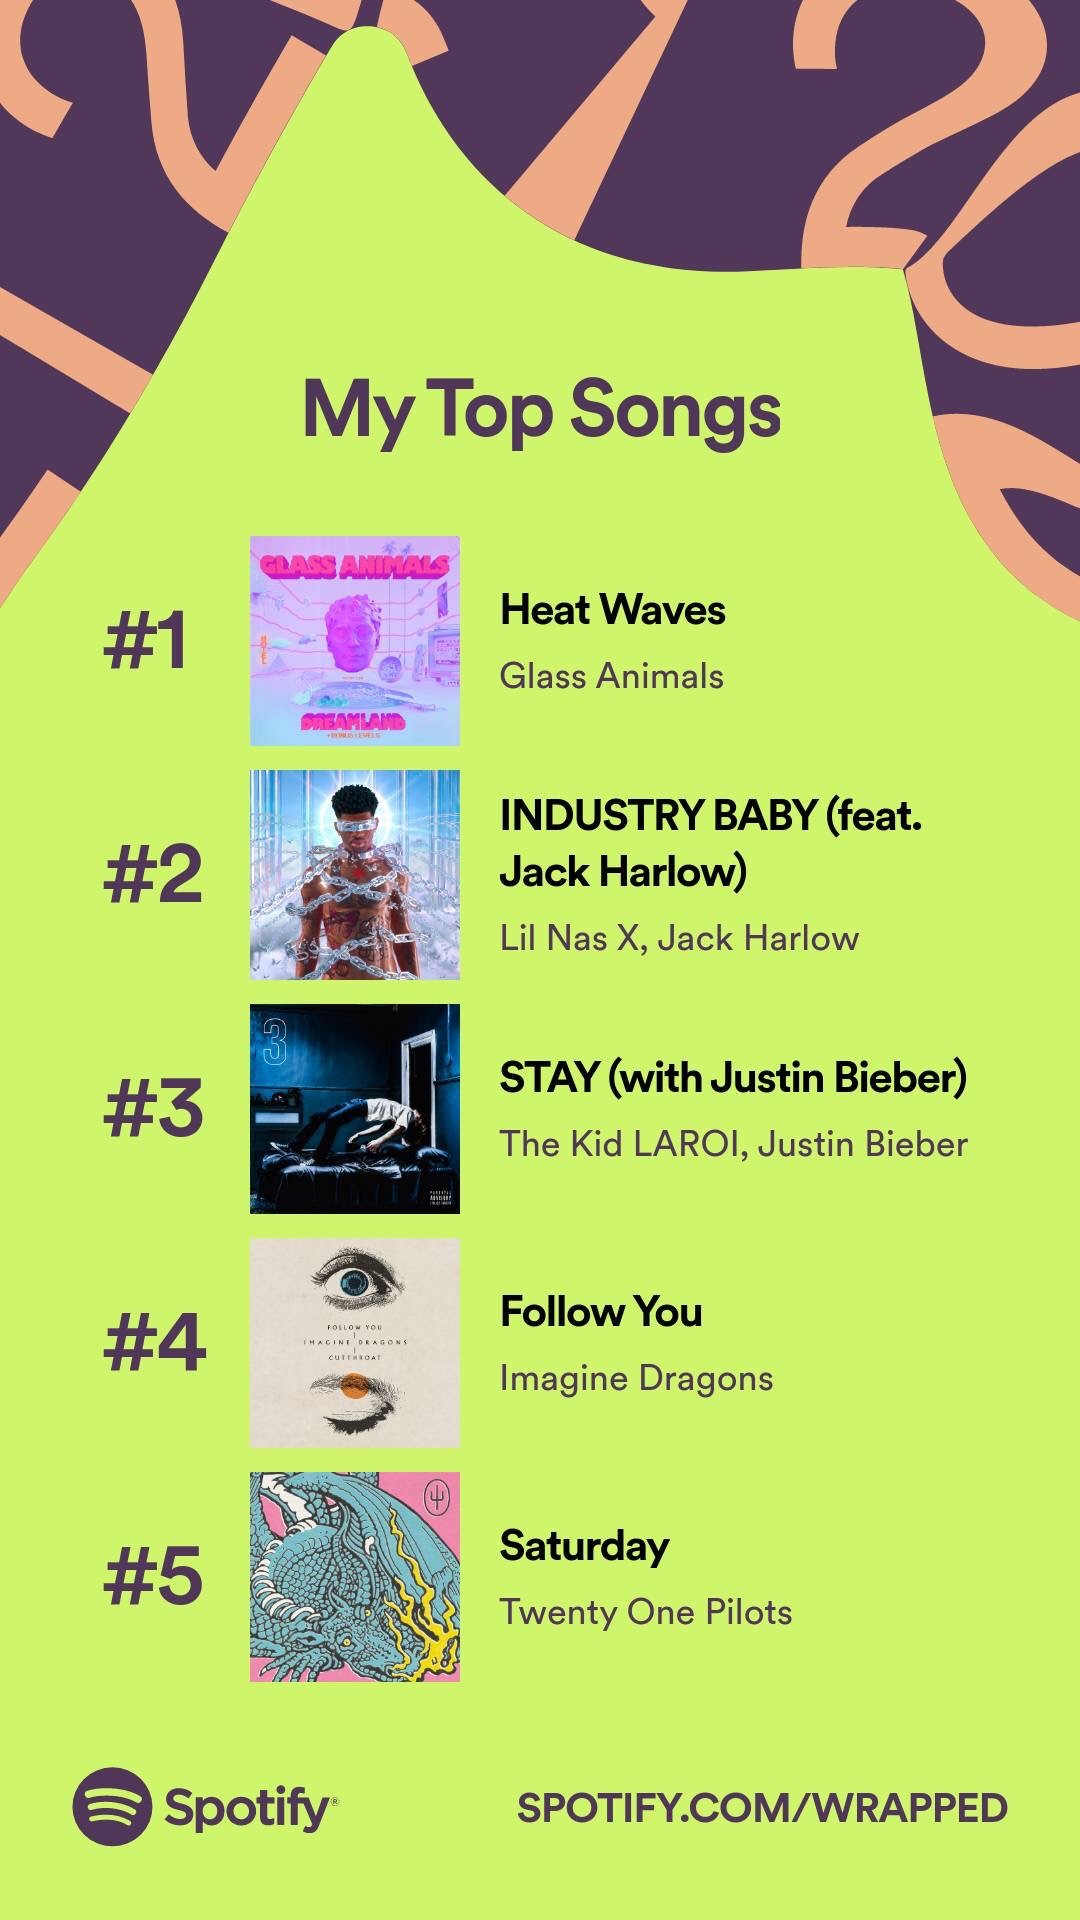 My Top Songs
#1
GLASS ANIMALS
DREAMLAND
+BONUS LEVELS
Heat Waves
Glass Animals
#2
INDUSTRY BABY (feat.
Jack Harlow)
Lil Nas X, Jack Harlow
#3
3
PARENTAL
ADVISORY
STAY (with Justin Bieber)
The Kid LAROI, Justin Bieber
#4
FOLLOW YOU
IMAGINE DRAGONS
CUTTHROAT
Follow You
Imagine Dragons
#5
Saturday
Twenty One Pilots
Spotify®
SPOTIFY.COM/WRAPPED